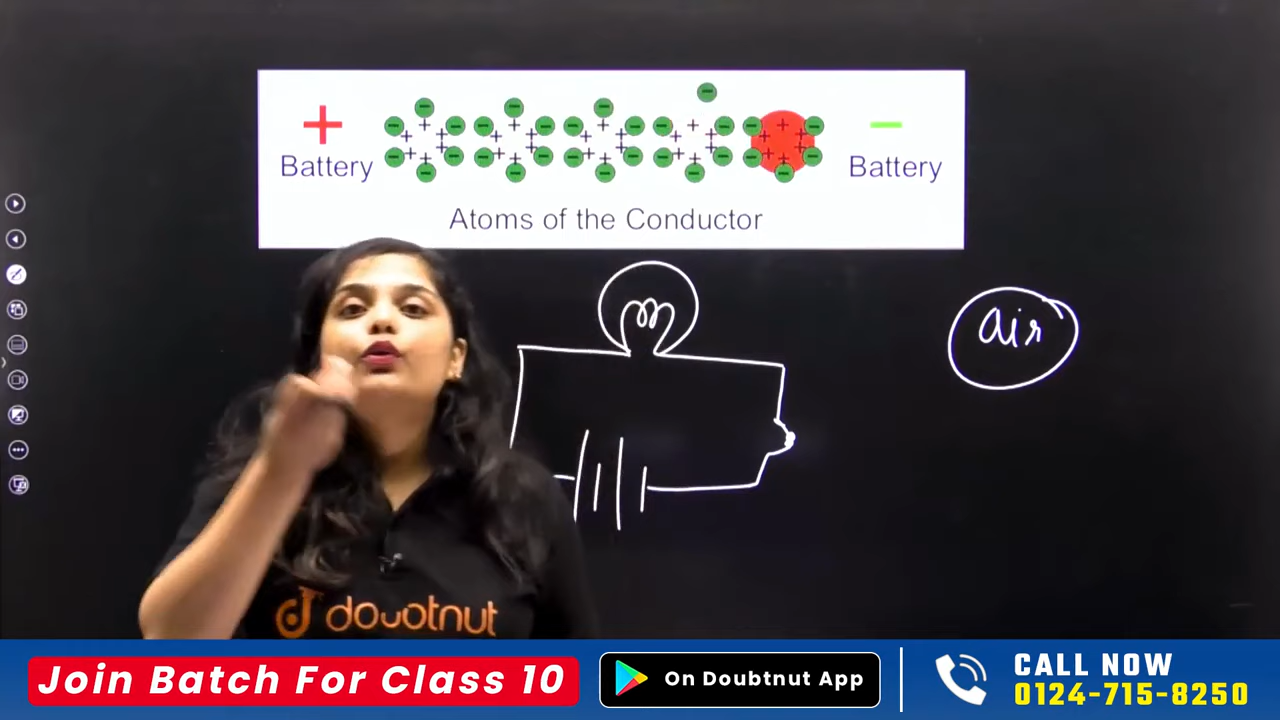 +
Battery
Atoms of the Conductor
−
Battery
air
doubtnut
Join Batch For Class 10
On Doubtnut App
CALL NOW
0124-715-8250